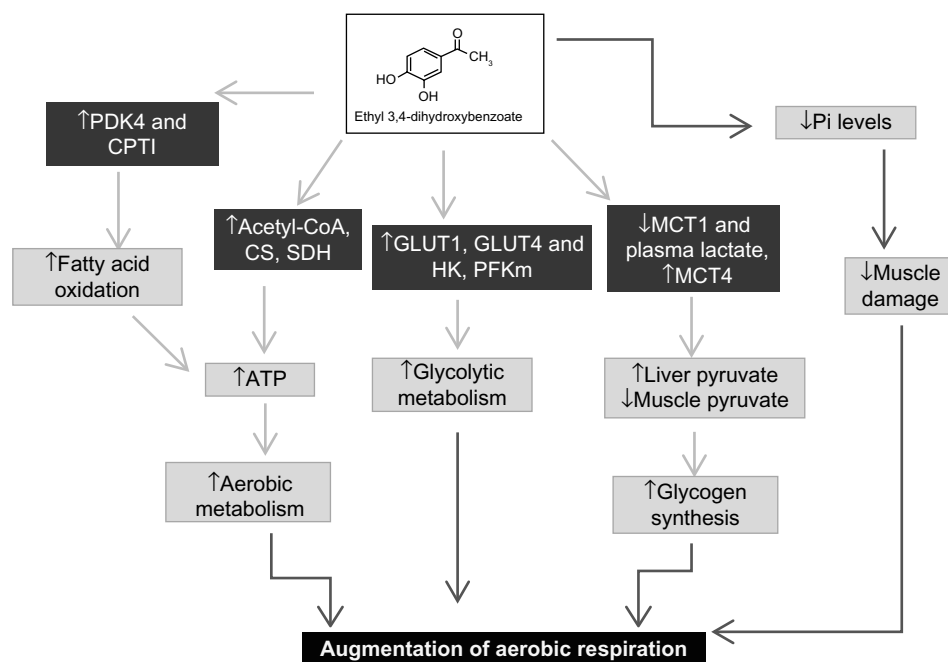 O
CH3
HO
OH
Ethyl 3,4-dihydroxybenzoate
↑PDK4 and
CPTI
↓Pi levels
↑Acetyl-CoA,
CS, SDH
↑GLUT1, GLUT4 and
HK, PFKm
↓MCT1 and
plasma lactate,
↑MCT4
↑Fatty acid
oxidation
↓Muscle
damage
↑ATP
↑Glycolytic
metabolism
↑Liver pyruvate
↓Muscle pyruvate
↑Aerobic
metabolism
↑Glycogen
synthesis
Augmentation of aerobic respiration